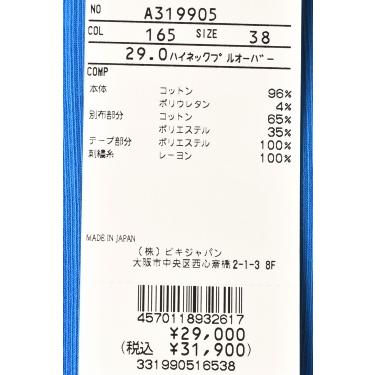 NO A319905
COL 165 SIZE 38
29.0 ハイネックプルオーバー
COMP
本体 コットン 96%
ポリウレタン 4%
別布部分 コットン 65%
ポリエステル 35%
テープ部分 ポリエステル 100%
刺繍糸 レーヨン 100%
MADE IN JAPAN
(株) ビキジャパン
大阪市中央区西心斎橋2-1-3 8F
4570118932617
¥29,000
(税込 ¥31,900)
331990516538